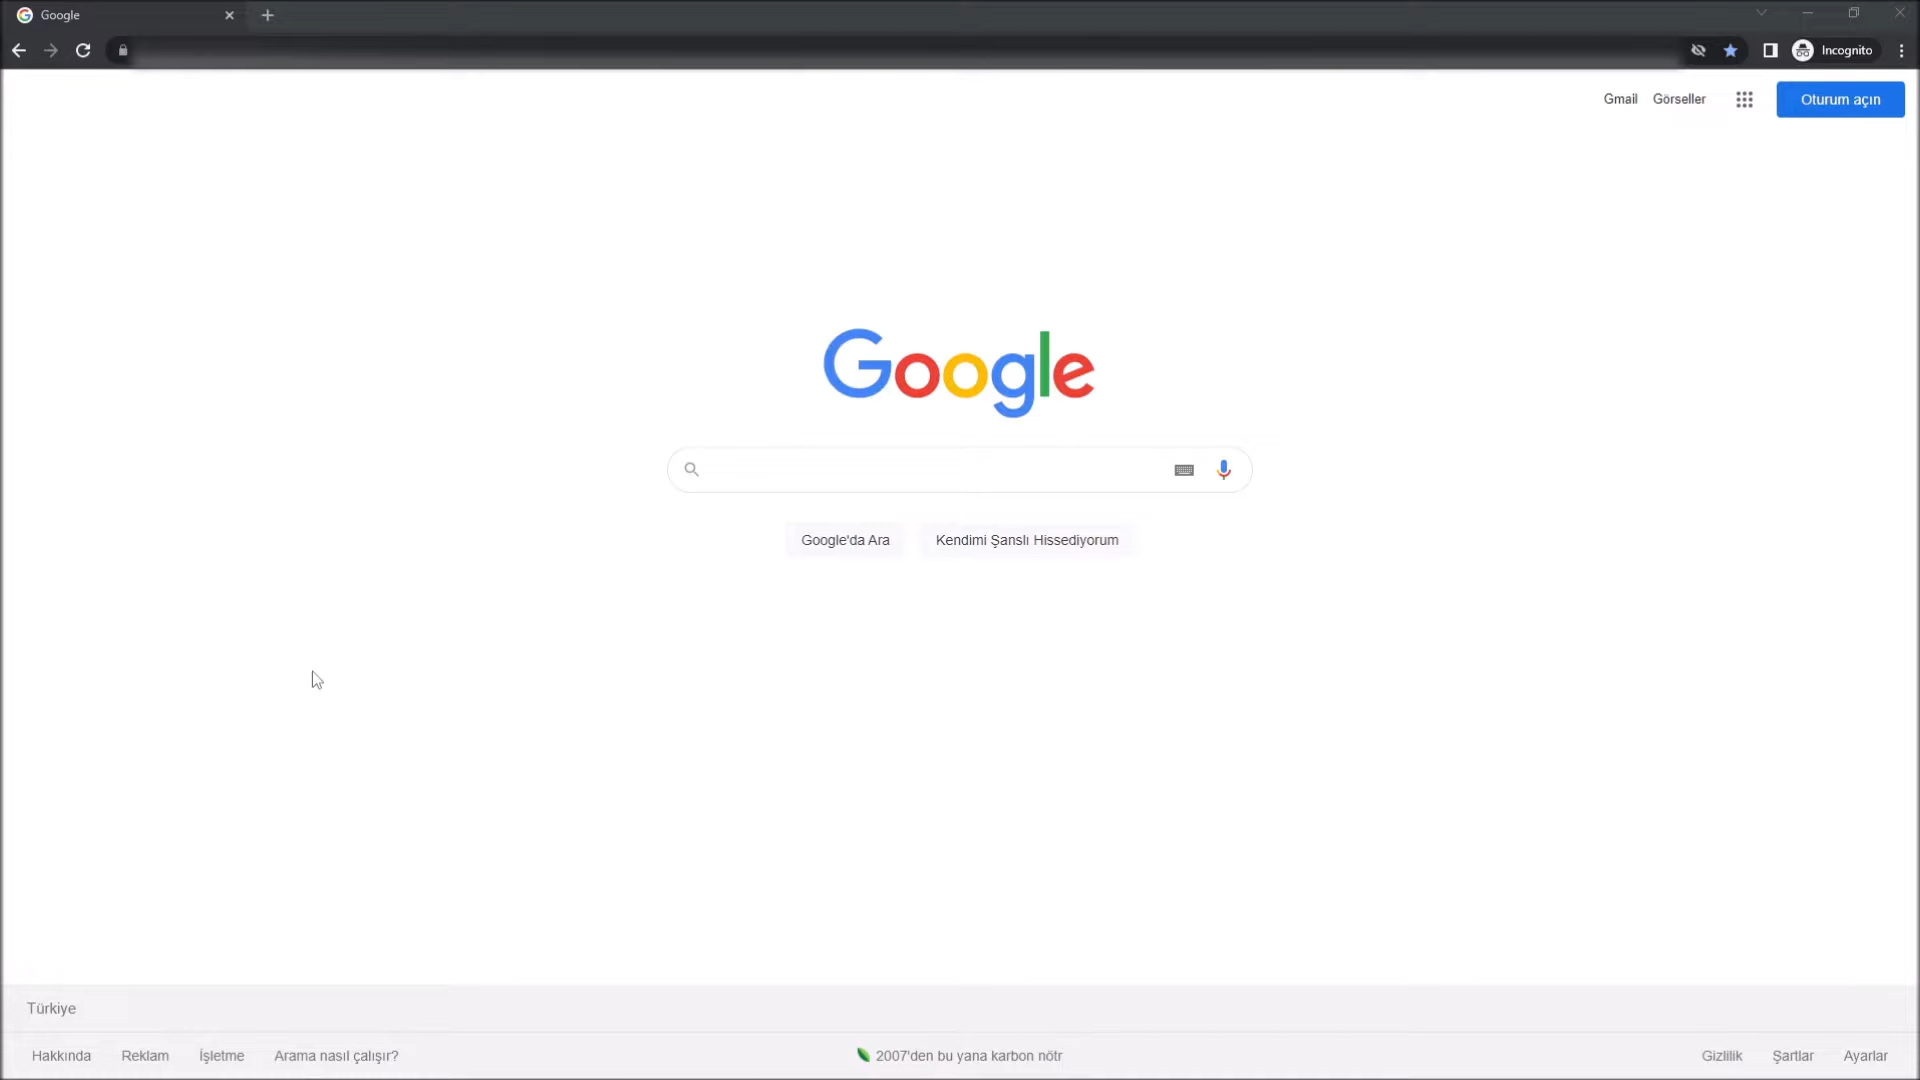 Google
Incognito
Gmail Görseller Oturum açın
Google
Google'da Ara Kendimi Şanslı Hissediyorum
Türkiye
Hakkında Reklam İşletme Arama nasıl çalışır? 2007'den bu yana karbon nötr Gizlilik Şartlar Ayarlar